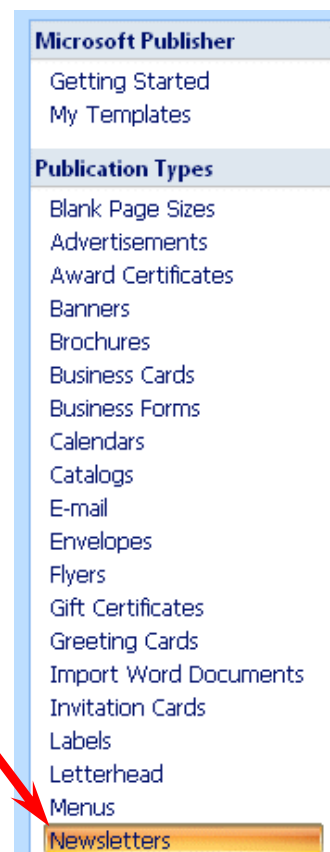 Microsoft Publisher
Getting Started
My Templates
Publication Types
Blank Page Sizes
Advertisements
Award Certificates
Banners
Brochures
Business Cards
Business Forms
Calendars
Catalogs
E-mail
Envelopes
Flyers
Gift Certificates
Greeting Cards
Import Word Documents
Invitation Cards
Labels
Letterhead
Menus
Newsletters